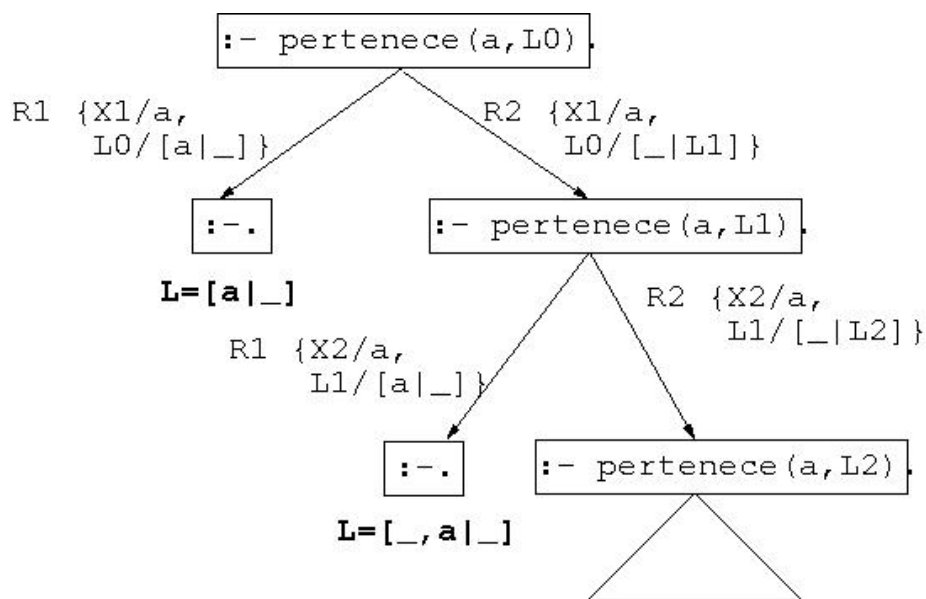 :- pertenece(a,L0).
R1 {X1/a,
L0/[a|_]}
R2 {X1/a,
L0/[_|L1]}
:-.
:- pertenece(a,L1).
L=[a|_]
R1 {X2/a,
L1/[a|_]}
R2 {X2/a,
L1/[_|L2]}
:-.
:- pertenece(a,L2).
L=[_,a|_]